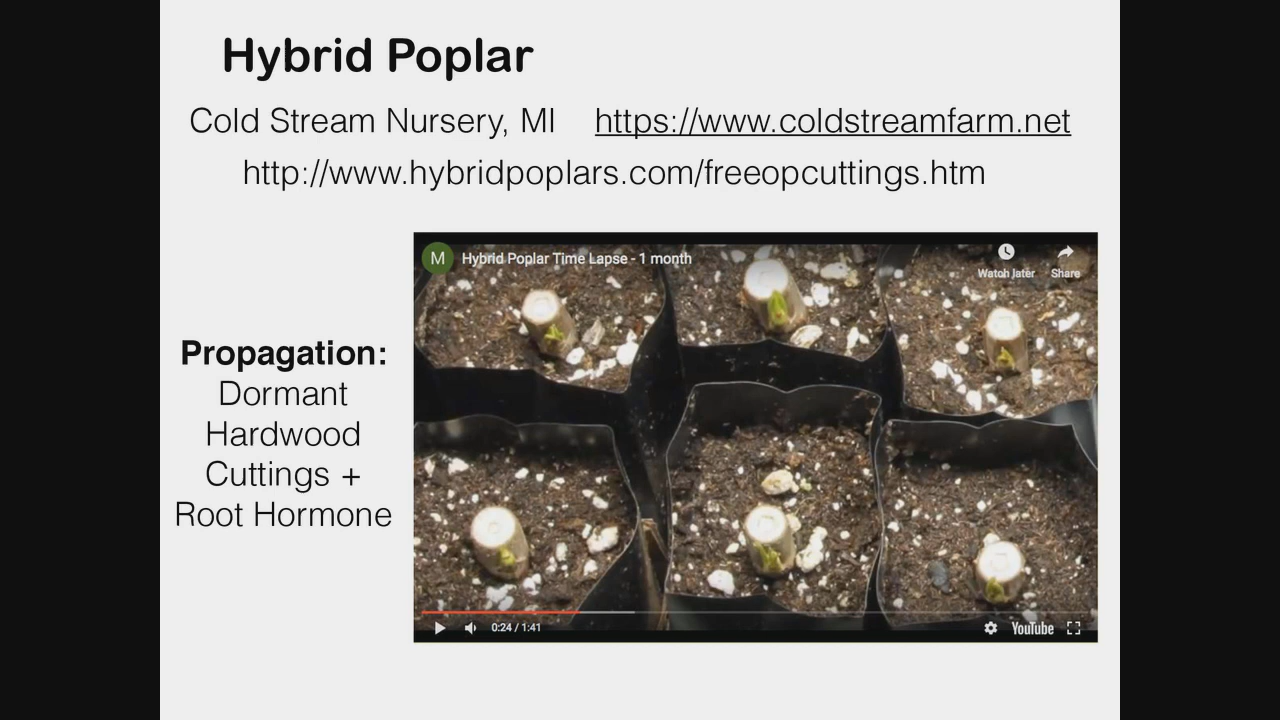 Hybrid Poplar
Cold Stream Nursery, MI https://www.coldstreamfarm.net
http://www.hybridpoplars.com/freeopcuttings.htm
M Hybrid Poplar Time Lapse - 1 month
Watch later Share
Propagation:
Dormant
Hardwood
Cuttings +
Root Hormone
0:24 / 1:41
YouTube